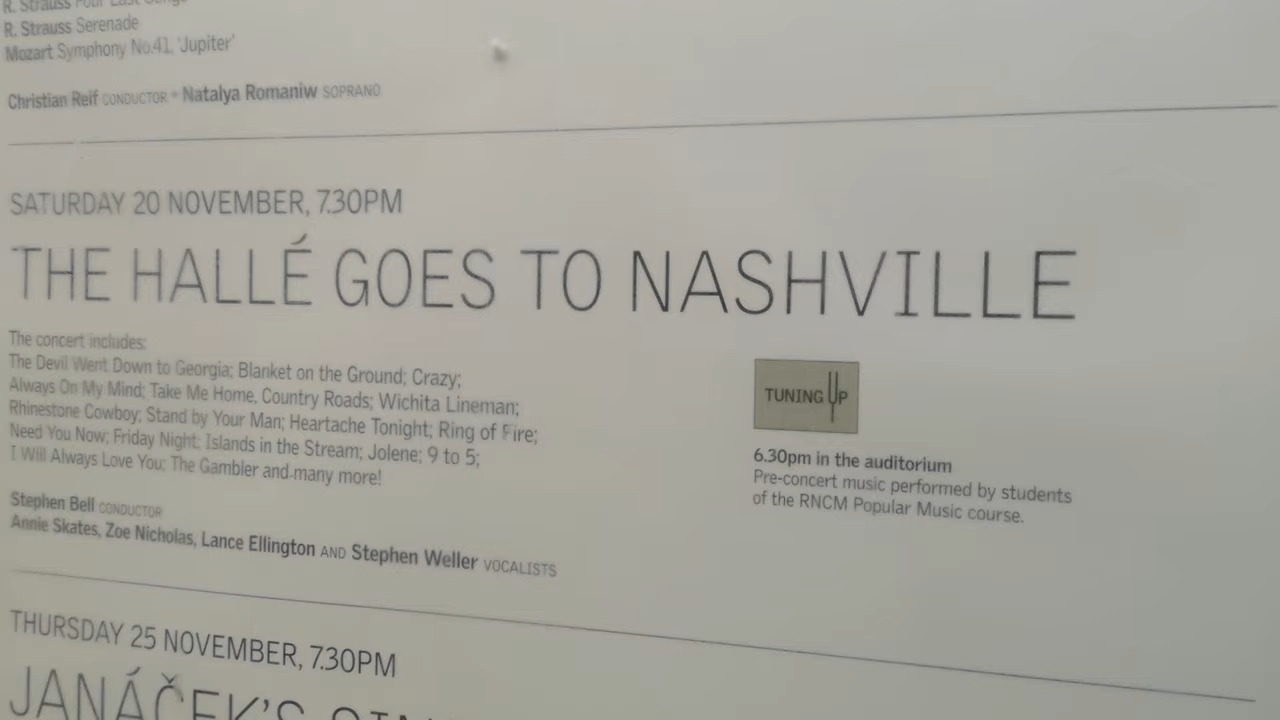 R. Strauss Four Last Songs
R. Strauss Serenade
Mozart Symphony No.41, 'Jupiter'
Christian Reif CONDUCTOR • Natalya Romaniw SOPRANO
SATURDAY 20 NOVEMBER, 7.30PM
THE HALLÉ GOES TO NASHVILLE
The concert includes:
The Devil Went Down to Georgia; Blanket on the Ground; Crazy;
Always On My Mind; Take Me Home, Country Roads; Wichita Lineman;
Rhinestone Cowboy; Stand by Your Man; Heartache Tonight; Ring of Fire;
Need You Now; Friday Night; Islands in the Stream; Jolene; 9 to 5;
I Will Always Love You; The Gambler and many more!
Stephen Bell CONDUCTOR
Annie Skates, Zoe Nicholas, Lance Ellington AND Stephen Weller VOCALISTS
TUNING UP
6.30pm in the auditorium
Pre-concert music performed by students
of the RNCM Popular Music course.
THURSDAY 25 NOVEMBER, 7.30PM
JANÁČEK'S